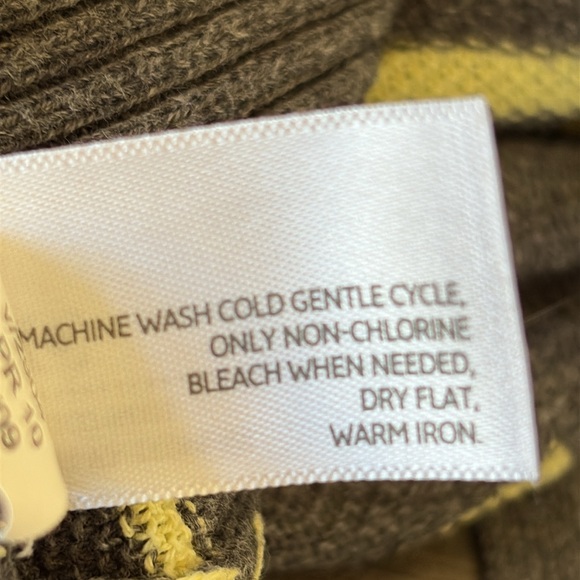 MACHINE WASH COLD GENTLE CYCLE,
ONLY NON-CHLORINE
BLEACH WHEN NEEDED,
DRY FLAT,
WARM IRON.